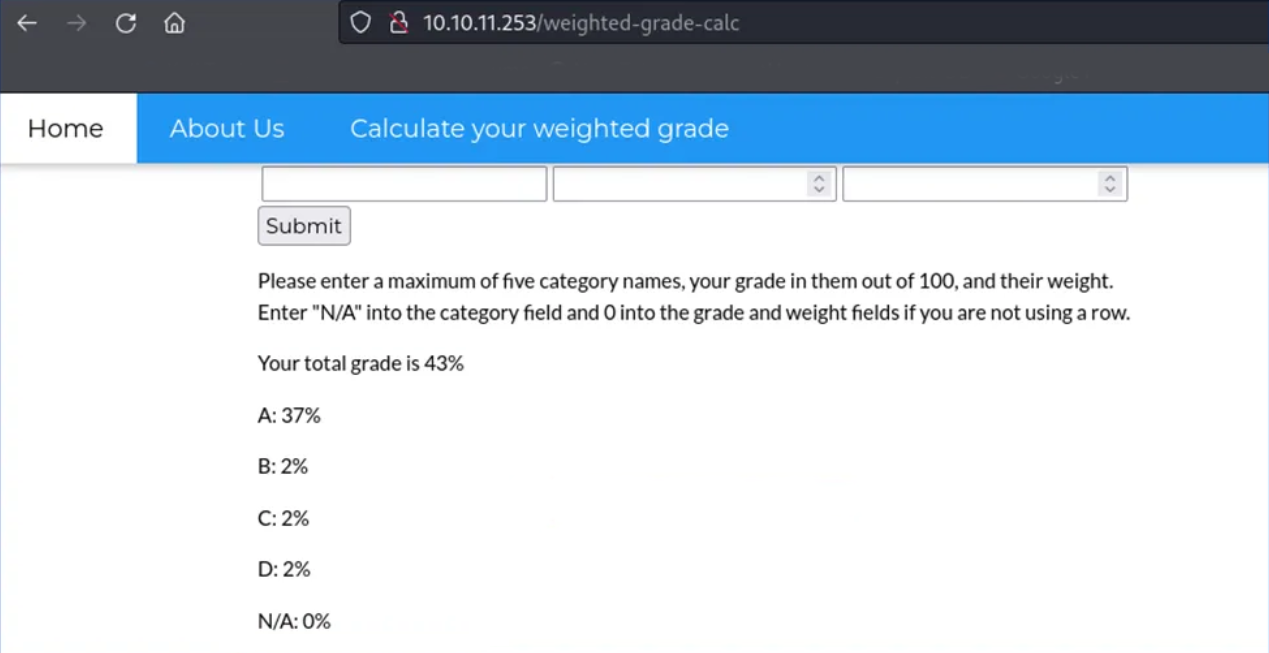 10.10.11.253/weighted-grade-calc
Home About Us Calculate your weighted grade
Submit
Please enter a maximum of five category names, your grade in them out of 100, and their weight.
Enter "N/A" into the category field and 0 into the grade and weight fields if you are not using a row.
Your total grade is 43%
A: 37%
B: 2%
C: 2%
D: 2%
N/A: 0%